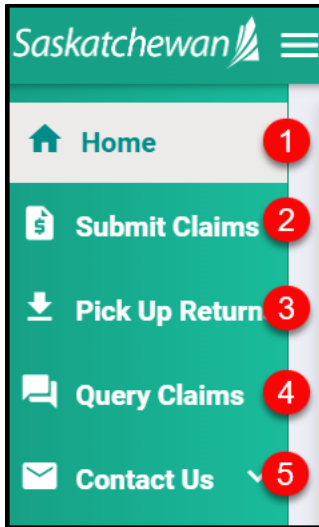 Saskatchewan
Home 1
Submit Claims 2
Pick Up Return 3
Query Claims 4
Contact Us 5